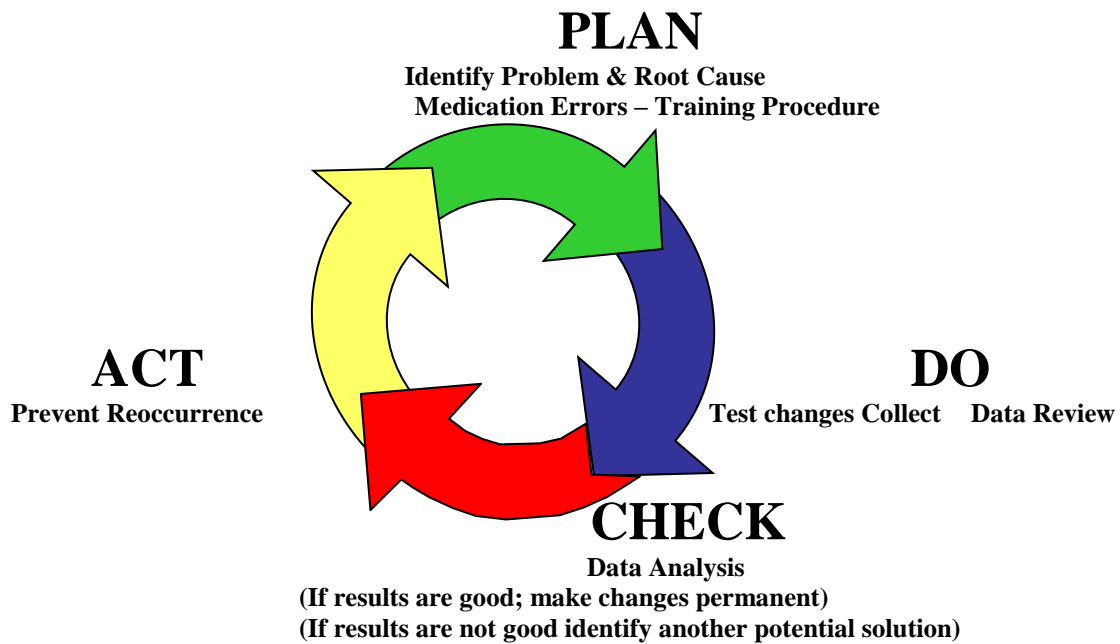 PLAN
Identify Problem & Root Cause
Medication Errors – Training Procedure
ACT
Prevent Reoccurrence
DO
Test changes Collect Data Review
CHECK
Data Analysis
(If results are good; make changes permanent)
(If results are not good identify another potential solution)